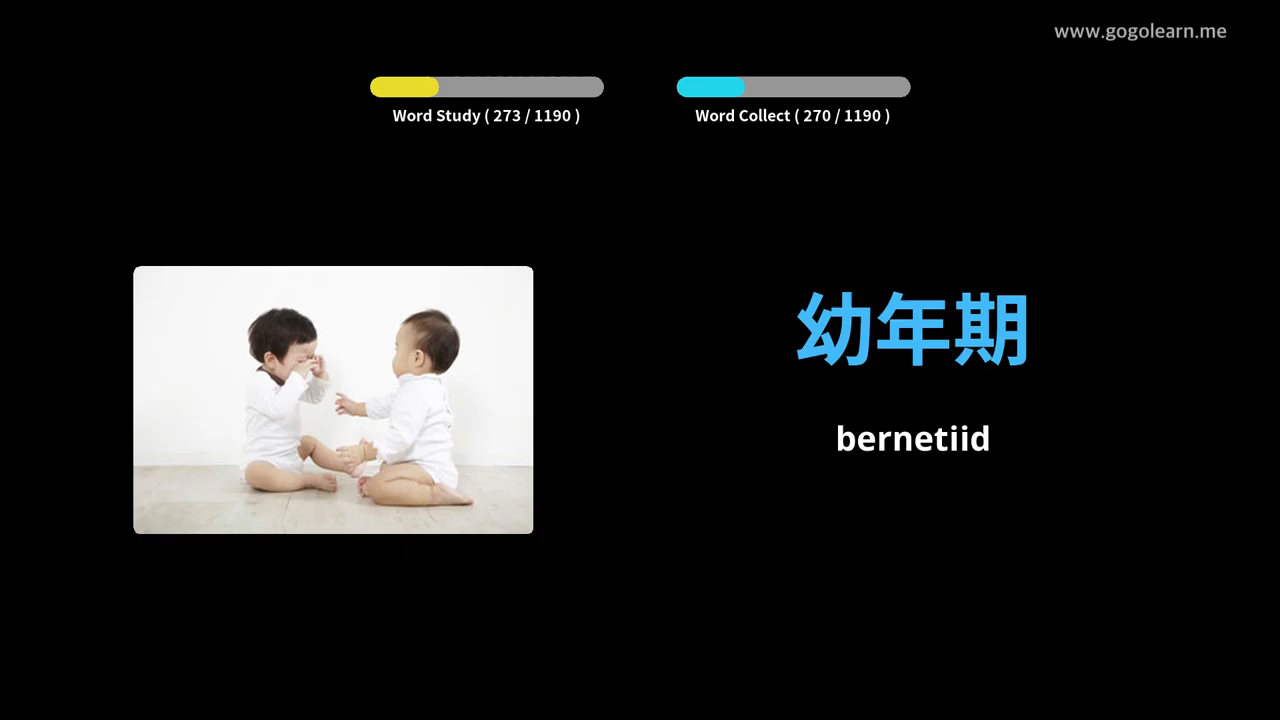 www.gogolearn.me
Word Study ( 273 / 1190 )
Word Collect ( 270 / 1190 )
幼年期
bernetiid